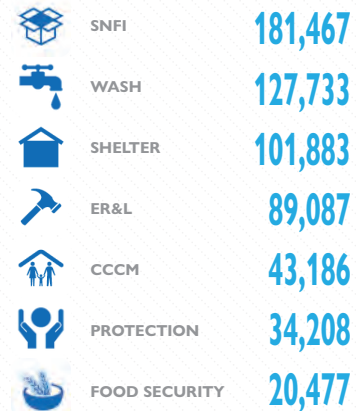 SNFI 181,467
WASH 127,733
SHELTER 101,883
ER&L 89,087
CCCM 43,186
PROTECTION 34,208
FOOD SECURITY 20,477